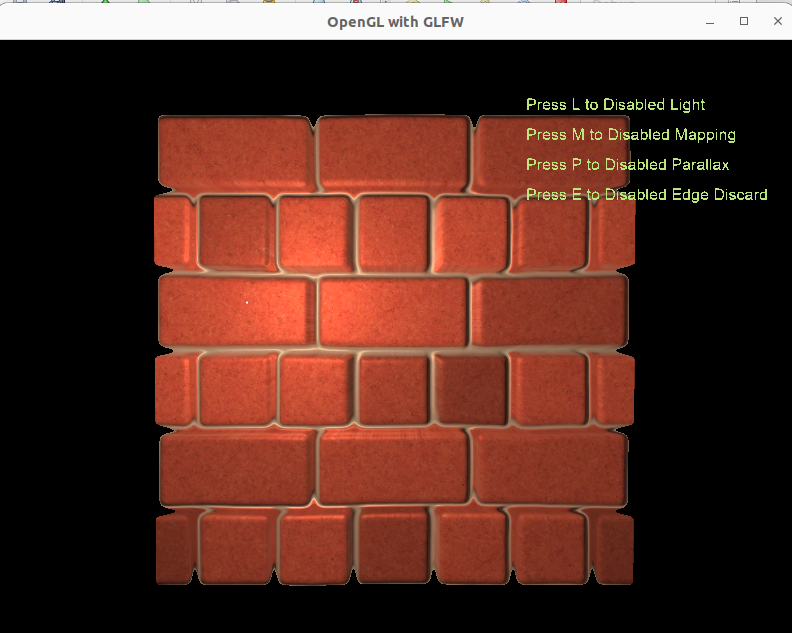 OpenGL with GLFW
Press L to Disabled Light
Press M to Disabled Mapping
Press P to Disabled Parallax
Press E to Disabled Edge Discard